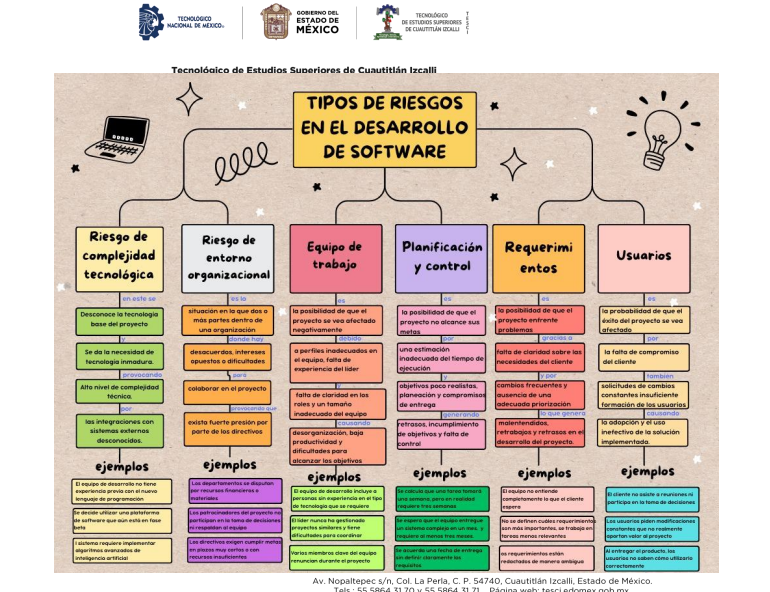 TECNOLÓGICO
NACIONAL DE MÉXICO
GOBIERNO DEL
ESTADO DE
MÉXICO
TECNOLÓGICO
DE ESTUDIOS SUPERIORES
DE CUAUTITLÁN IZCALLI
TESCI
Tecnológico de Estudios Superiores de Cuautitlán Izcalli
TIPOS DE RIESGOS
EN EL DESARROLLO
DE SOFTWARE
Riesgo de
complejidad
tecnológica
en este se
Desconoce la tecnología
base del proyecto
y
Se da la necesidad de
tecnología inmadura.
provocando
Alta nivel de complejidad
técnica.
por
las integraciones con
sistemas externos
desconocidos.
ejemplos
El equipo de desarrollo no tiene
experiencia previa con el nuevo
lenguaje de programación
Se decide utilizar una plataforma
de software que aún está en fase
beta
l sistema requiere implementar
algoritmos avanzados de
inteligencia artificial
Riesgo de
entorno
organizacional
es la
situación en la que dos o
más partes dentro de
una organización
donde hay
desacuerdos, intereses
opuestos o dificultades
para
colaborar en el proyecto
provocando que
exista fuerte presión por
parte de los directivos
ejemplos
Los departamentos se disputan
por recursos financieros o
materiales
Los patrocinadores del proyecto no
participan en la toma de decisiones
ni respaldan al equipo
Los directivos exigen cumplir metas
en plazos muy cortos o con
recursos insuficientes
Equipo de
trabajo
es
la posibilidad de que el
proyecto se vea afectado
negativamente
debido
a perfiles inadecuados en
el equipo, falta de
experiencia del líder
y
falta de claridad en los
roles y un tamaño
inadecuado del equipo
causando
desorganización, baja
productividad y
dificultades para
alcanzar los objetivos
ejemplos
El equipo de desarrollo incluye a
personas sin experiencia en el tipo
de tecnología que se requiere
El líder nunca ha gestionado
proyectos similares y tiene
dificultades para coordinar
Varios miembros clave del equipo
renuncian durante el proyecto
Planificación
y control
es
la posibilidad de que el
proyecto no alcance sus
metas
por
una estimación
inadecuada del tiempo de
ejecución
y
objetivos poco realistas,
planeación y compromisos
de entrega
generando
retrasos, incumplimiento
de objetivos y falta de
control
ejemplos
Se calcula que una tarea tomará
una semana, pero en realidad
requiere tres semanas
Se espera que el equipo entregue
un sistema complejo en un mes, y
requiere al menos tres meses
Se acuerda una fecha de entrega
sin definir claramente los
requisitos
Requerimi
entos
es
la posibilidad de que el
proyecto enfrente
problemas
gracias a
falta de claridad sobre las
necesidades del cliente
y por
cambios frecuentes y
ausencia de una
adecuada priorización
lo que genera
malentendidos,
retrabajos y retrasos en el
desarrollo del proyecto.
ejemplos
El equipo no entiende
completamente lo que el cliente
espera
No se definen cuáles requerimientos
son más importantes, se trabaja en
tareas menos relevantes
os requerimientos están
redactados de manera ambigua
Usuarios
es
la probabilidad de que el
éxito del proyecto se vea
afectado
por
la falta de compromiso
del cliente
también
solicitudes de cambios
constantes insuficiente
formación de los usuarios
causando
la adopción y el uso
inefectivo de la solución
implementada.
ejemplos
El cliente no asiste a reuniones ni
participa en la toma de decisiones
Los usuarios piden modificaciones
constantes que no realmente
aportan valor al proyecto
Al entregar el producto, los
usuarios no saben cómo utilizarlo
correctamente
Av. Nopaltepec s/n, Col. La Perla, C. P. 54740, Cuautitlán Izcalli, Estado de México.
Tels.: 55 5864 31 70 y 55 5864 31 71 Página web: tesci.edomex.gob.mx